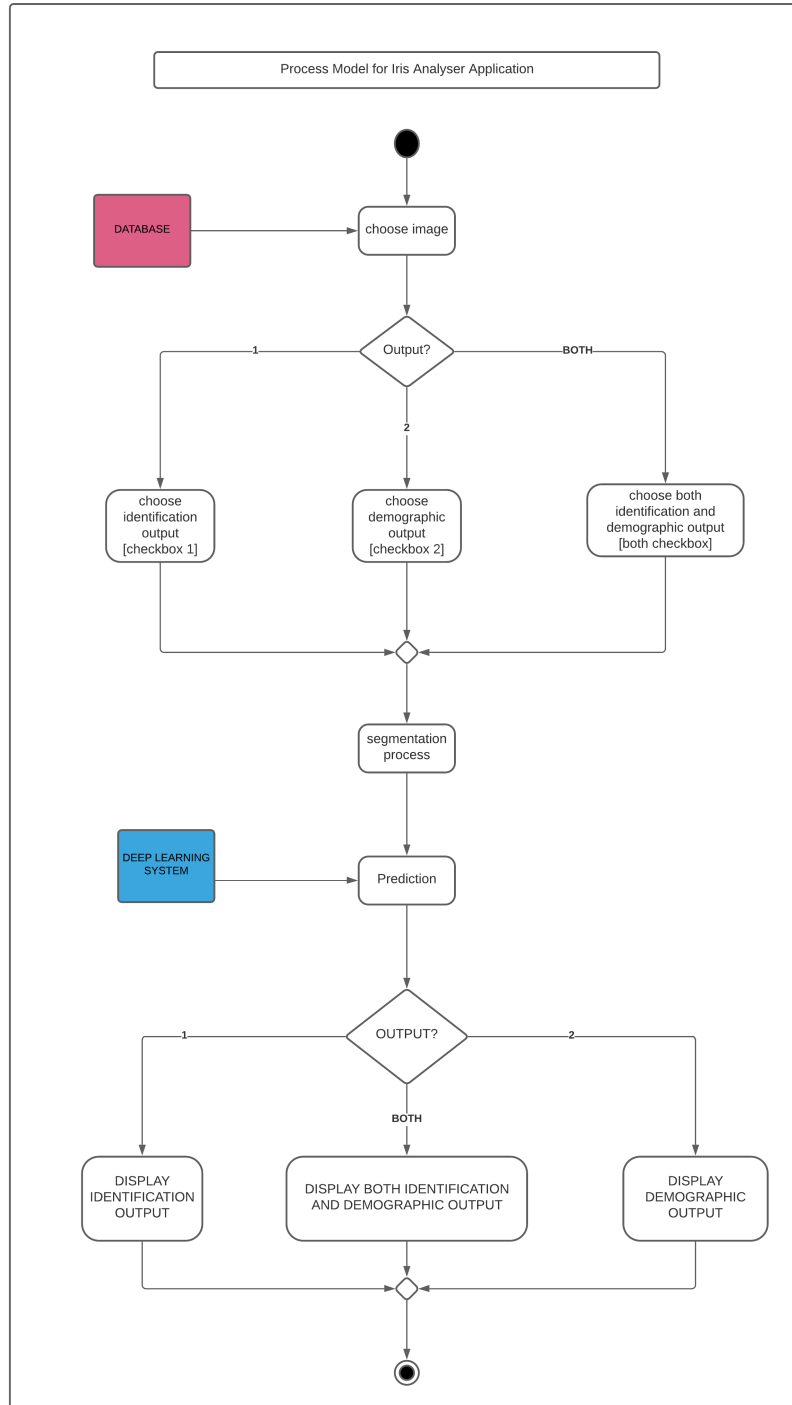 Process Model for Iris Analyser Application
DATABASE
choose image
Output?
1
BOTH
2
choose
identification
output
[checkbox 1]
choose
demographic
output
[checkbox 2]
choose both
identification and
demographic output
[both checkbox]
segmentation
process
DEEP LEARNING
SYSTEM
Prediction
OUTPUT?
1
2
BOTH
DISPLAY
IDENTIFICATION
OUTPUT
DISPLAY BOTH IDENTIFICATION
AND DEMOGRAPHIC OUTPUT
DISPLAY
DEMOGRAPHIC
OUTPUT